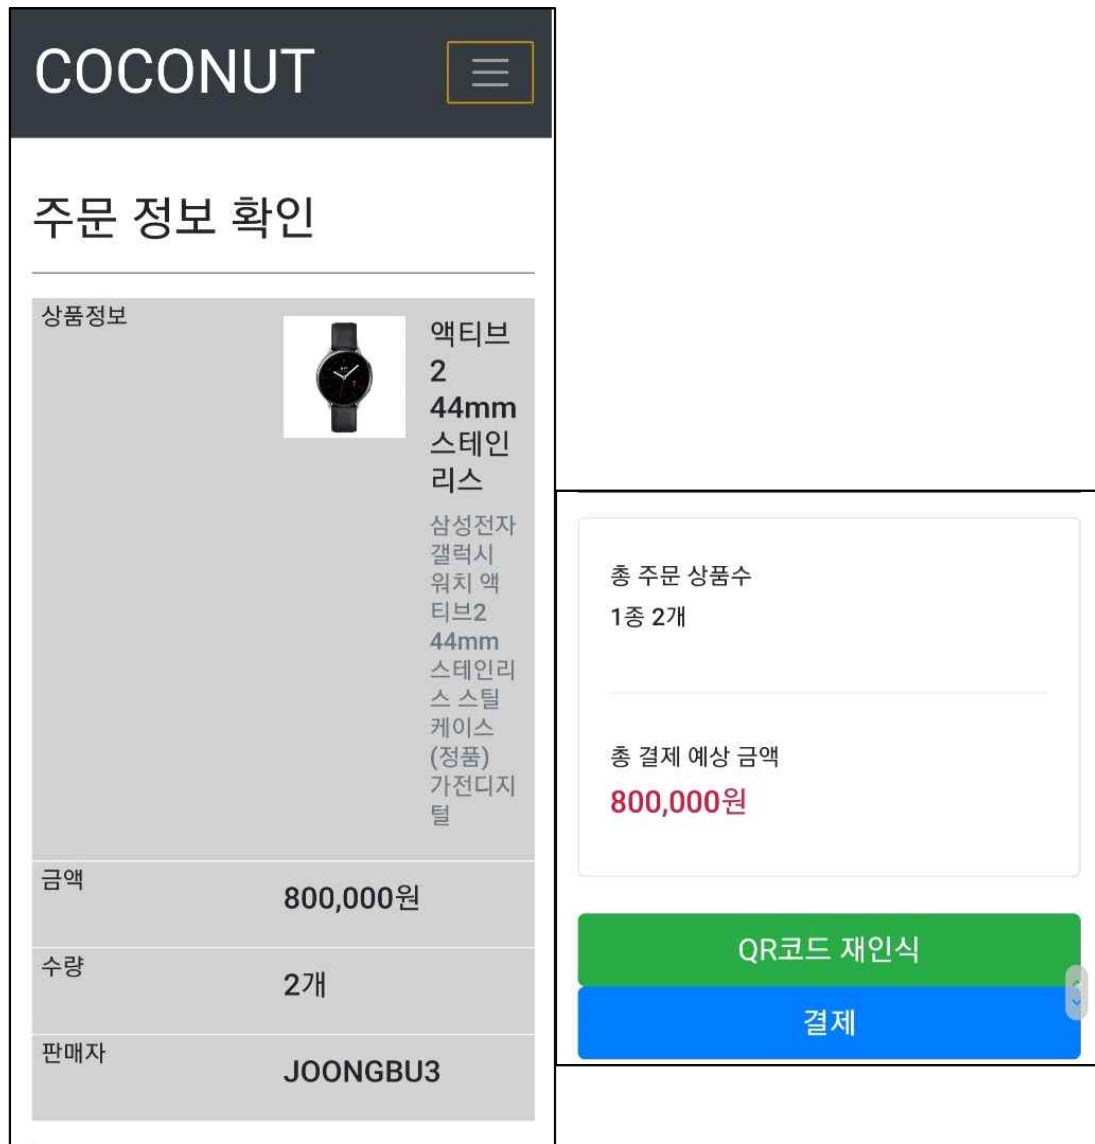 COCONUT
주문 정보 확인
상품정보
액티브
2
44mm
스테인
리스
삼성전자
갤럭시
워치 액
티브2
44mm
스테인리
스 스틸
케이스
(정품)
가전디지
털
금액
800,000원
수량
2개
판매자
JOONGBU3
총 주문 상품수
1종 2개
총 결제 예상 금액
800,000원
QR코드 재인식
결제